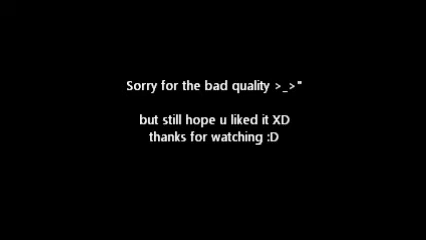 Sorry for the bad quality >_>"
but still hope u liked it XD
thanks for watching :D